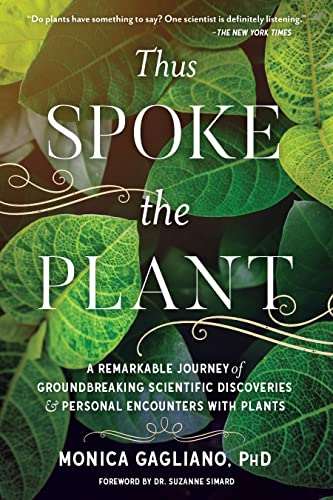 “Do plants have something to say? One scientist is definitely listening.”
–THE NEW YORK TIMES
Thus
SPOKE
the
PLANT
A REMARKABLE JOURNEY of
GROUNDBREAKING SCIENTIFIC DISCOVERIES
& PERSONAL ENCOUNTERS WITH PLANTS
MONICA GAGLIANO, PhD
FOREWORD BY DR. SUZANNE SIMARD